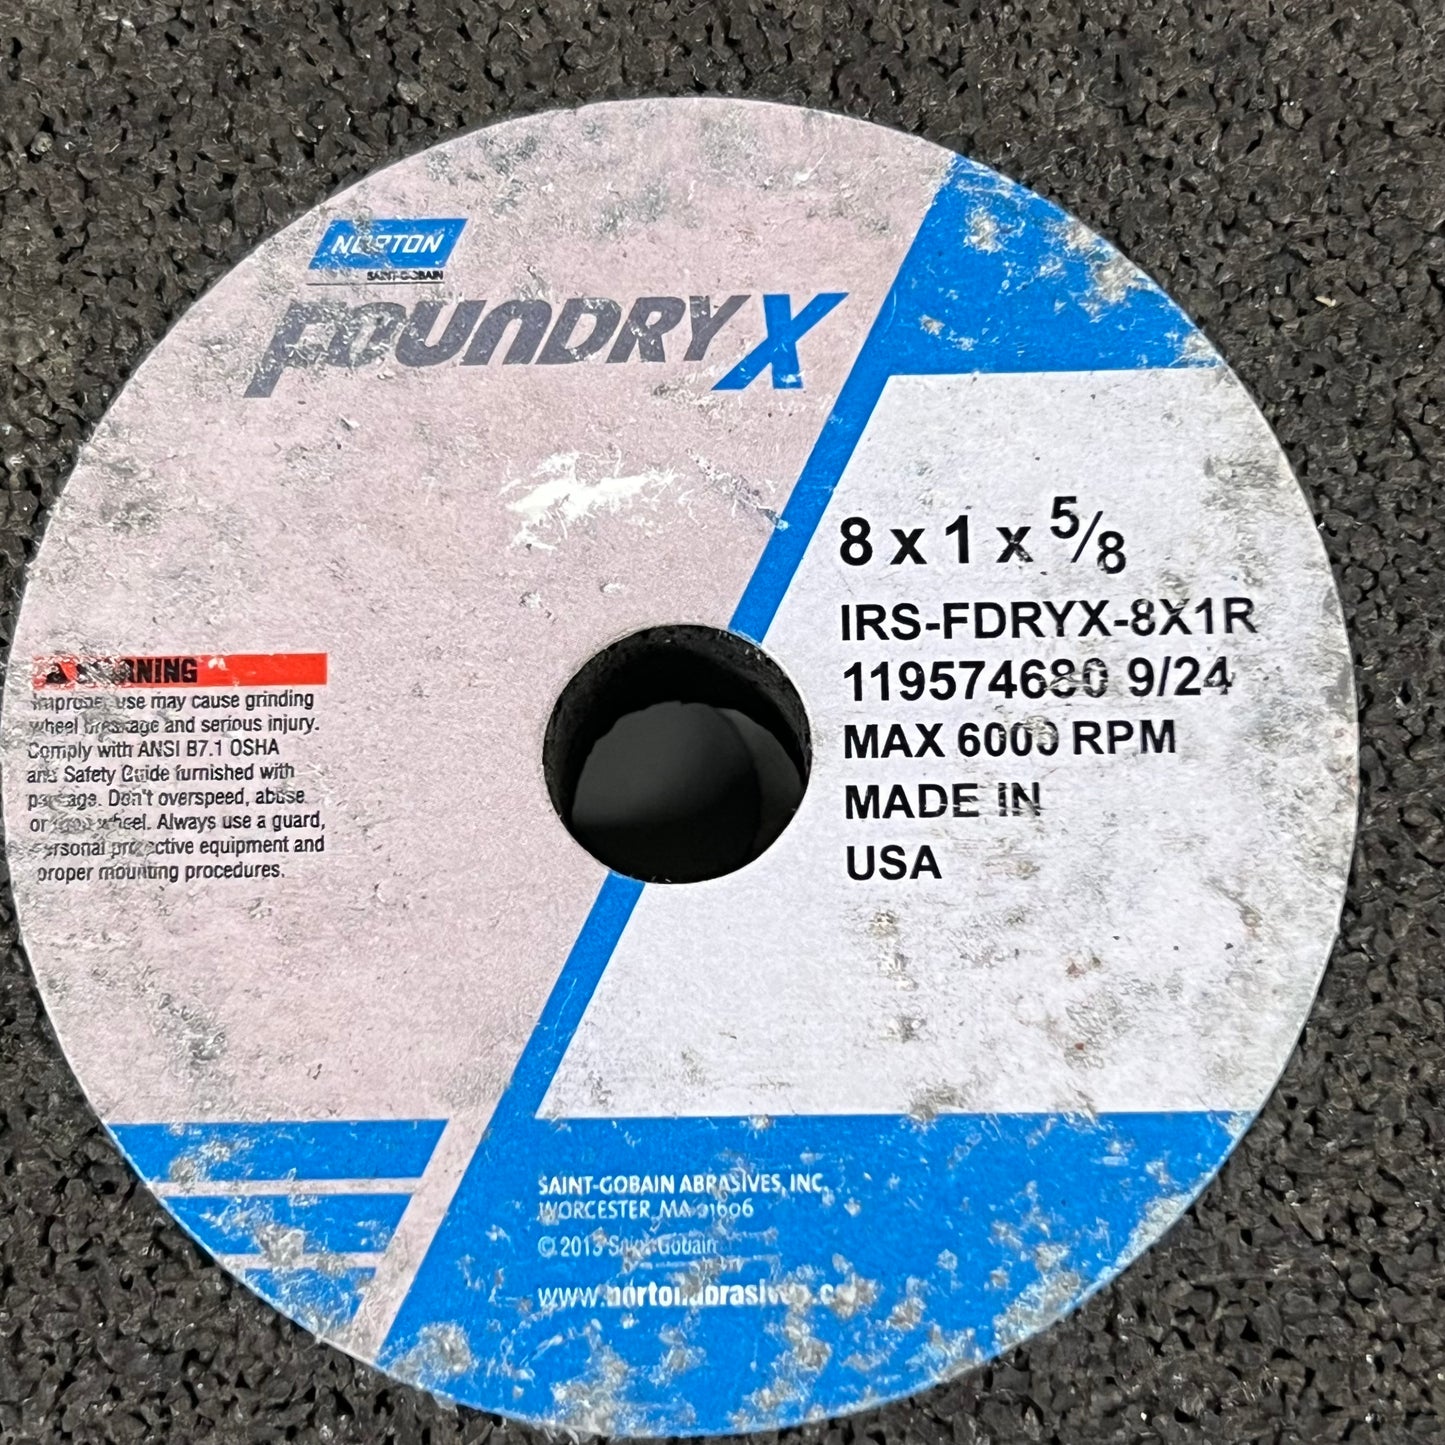 NORTON
SAINT-GOBAIN
FOUNDRY X
8 x 1 x 5/8
IRS-FDRYX-8X1R
119574680 9/24
MAX 6000 RPM
MADE IN
USA
WARNING
Improper use may cause grinding
wheel breakage and serious injury.
Comply with ANSI B7.1 OSHA
and Safety Guide furnished with
package. Don't overspeed, abuse
or wheel. Always use a guard,
personal protective equipment and
proper mounting procedures.
SAINT-GOBAIN ABRASIVES, INC.
WORCESTER, MA 01606
© 2013 Saint-Gobain
www.nortonabrasives.co